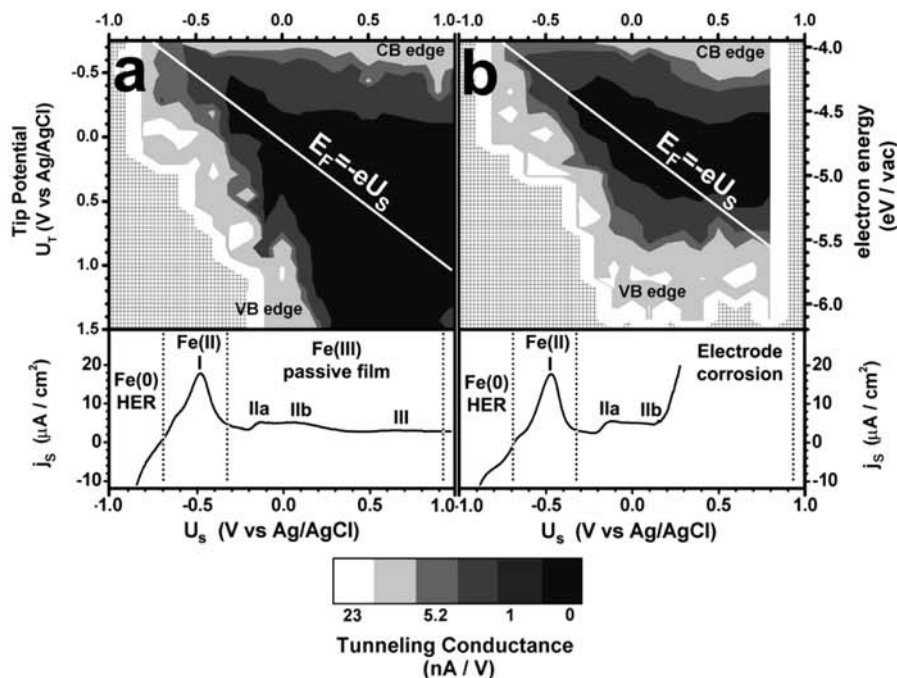 -1.0 -0.5 0.0 0.5 1.0 -0.5 0.0 0.5 1.0
a
CB edge
E_F=-eU_S
VB edge
b
CB edge
E_F=-eU_S
VB edge
Tip Potential
U_T (V vs Ag/AgCl)
-0.5
0.0
0.5
1.0
1.5
-4.0
-4.5
-5.0
-5.5
-6.0
electron energy
(eV / vac)
Fe(0)
HER
Fe(II)
I
Fe(III)
passive film
IIa
IIb
III
Fe(0)
HER
Fe(II)
I
IIa
IIb
Electrode
corrosion
j_S (μA / cm²)
20
10
0
-10
20
10
0
-10
j_S (μA / cm²)
-1.0 -0.5 0.0 0.5 1.0 -0.5 0.0 0.5 1.0
U_s (V vs Ag/AgCl) U_s (V vs Ag/AgCl)
23 5.2 1 0
Tunneling Conductance
(nA / V)